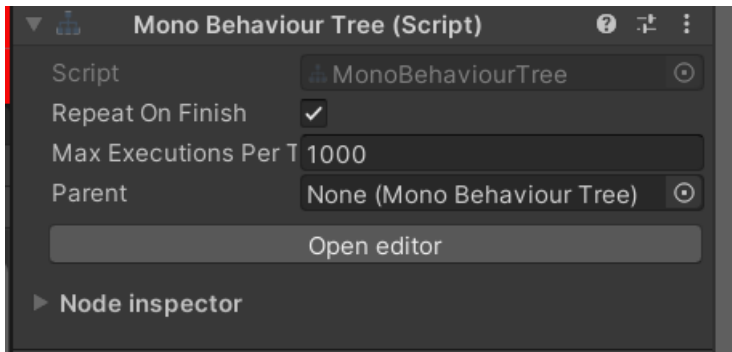 Mono Behaviour Tree (Script)
Script MonoBehaviourTree
Repeat On Finish
Max Executions Per T 1000
Parent None (Mono Behaviour Tree)
Open editor
Node inspector